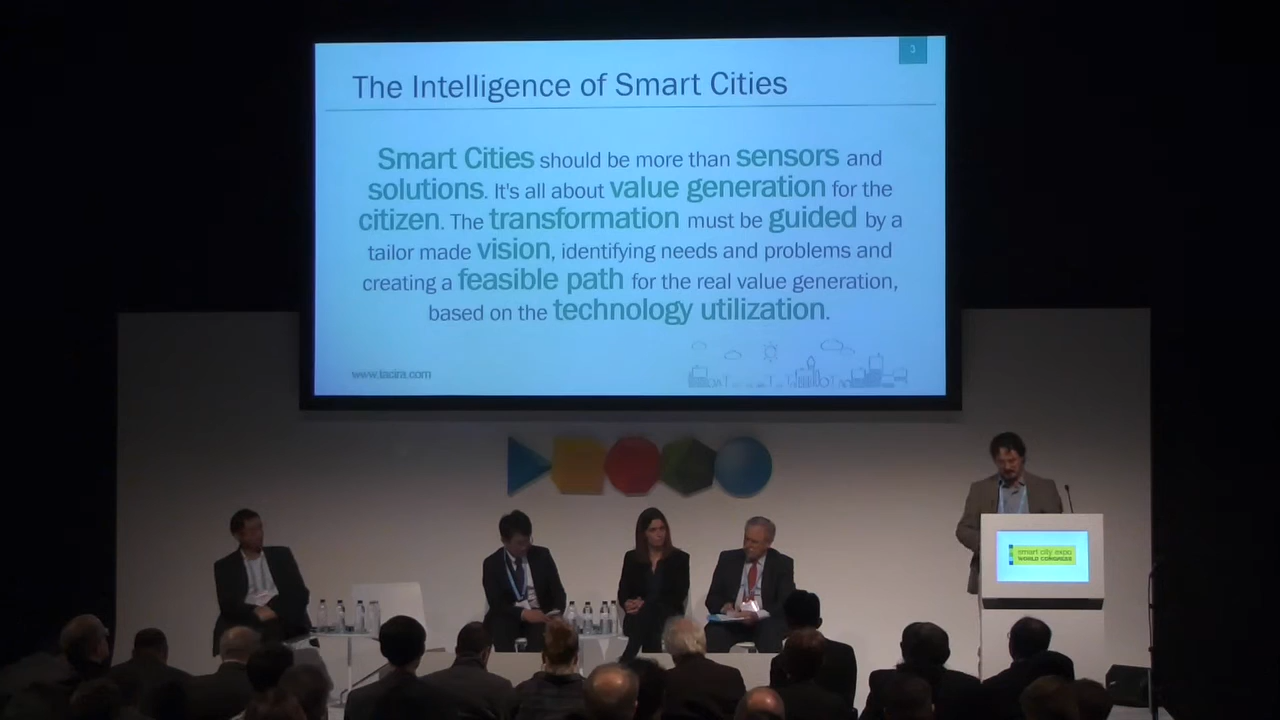 3
The Intelligence of Smart Cities
Smart Cities should be more than sensors and
solutions. It's all about value generation for the
citizen. The transformation must be guided by a
tailor made vision, identifying needs and problems and
creating a feasible path for the real value generation,
based on the technology utilization.
www.tacira.com
smart city expo
WORLD CONGRESS